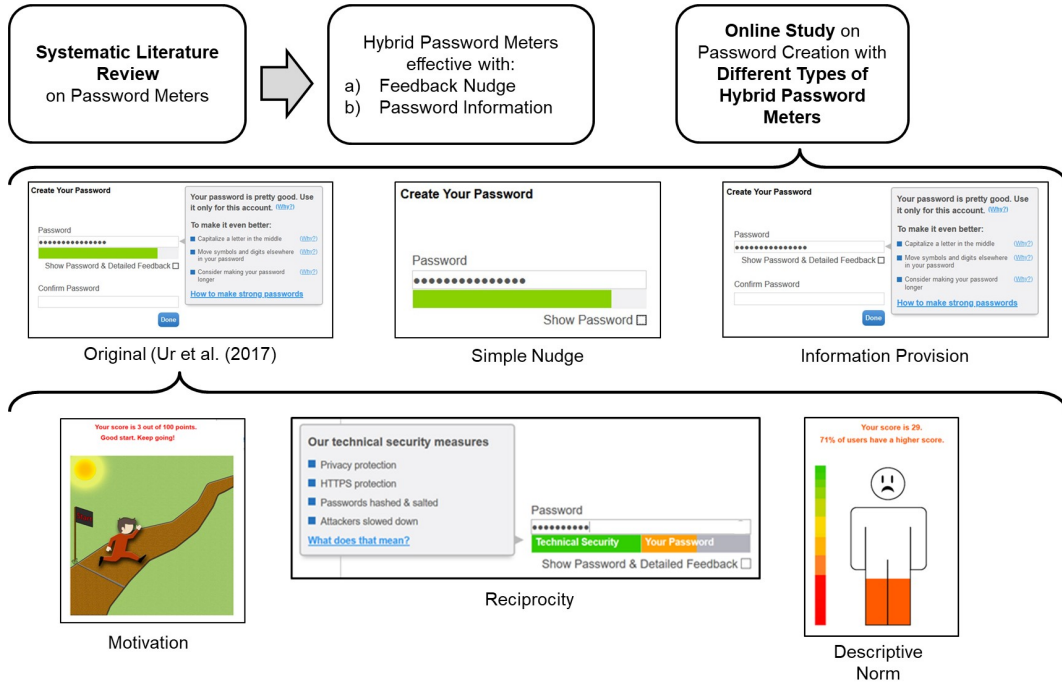 Systematic Literature
Review
on Password Meters
Hybrid Password Meters
effective with:
a) Feedback Nudge
b) Password Information
Online Study on
Password Creation with
Different Types of
Hybrid Password
Meters
Create Your Password
Password
Show Password & Detailed Feedback
Confirm Password
Done
Your password is pretty good. Use
it only for this account. (Why?)
To make it even better:
Capitalize a letter in the middle (Why?)
Move symbols and digits elsewhere (Why?)
in your password
Consider making your password (Why?)
longer
How to make strong passwords
Original (Ur et al. (2017)
Create Your Password
Password
Show Password
Simple Nudge
Create Your Password
Password
Show Password & Detailed Feedback
Confirm Password
Done
Your password is pretty good. Use
it only for this account. (Why?)
To make it even better:
Capitalize a letter in the middle (Why?)
Move symbols and digits elsewhere (Why?)
in your password
Consider making your password (Why?)
longer
How to make strong passwords
Information Provision
Your score is 3 out of 100 points.
Good start. Keep going!
Motivation
Our technical security measures
Privacy protection
HTTPS protection
Passwords hashed & salted
Attackers slowed down
What does that mean?
Password
Technical Security Your Password
Show Password & Detailed Feedback
Reciprocity
Your score is 29.
71% of users have a higher score.
Descriptive
Norm